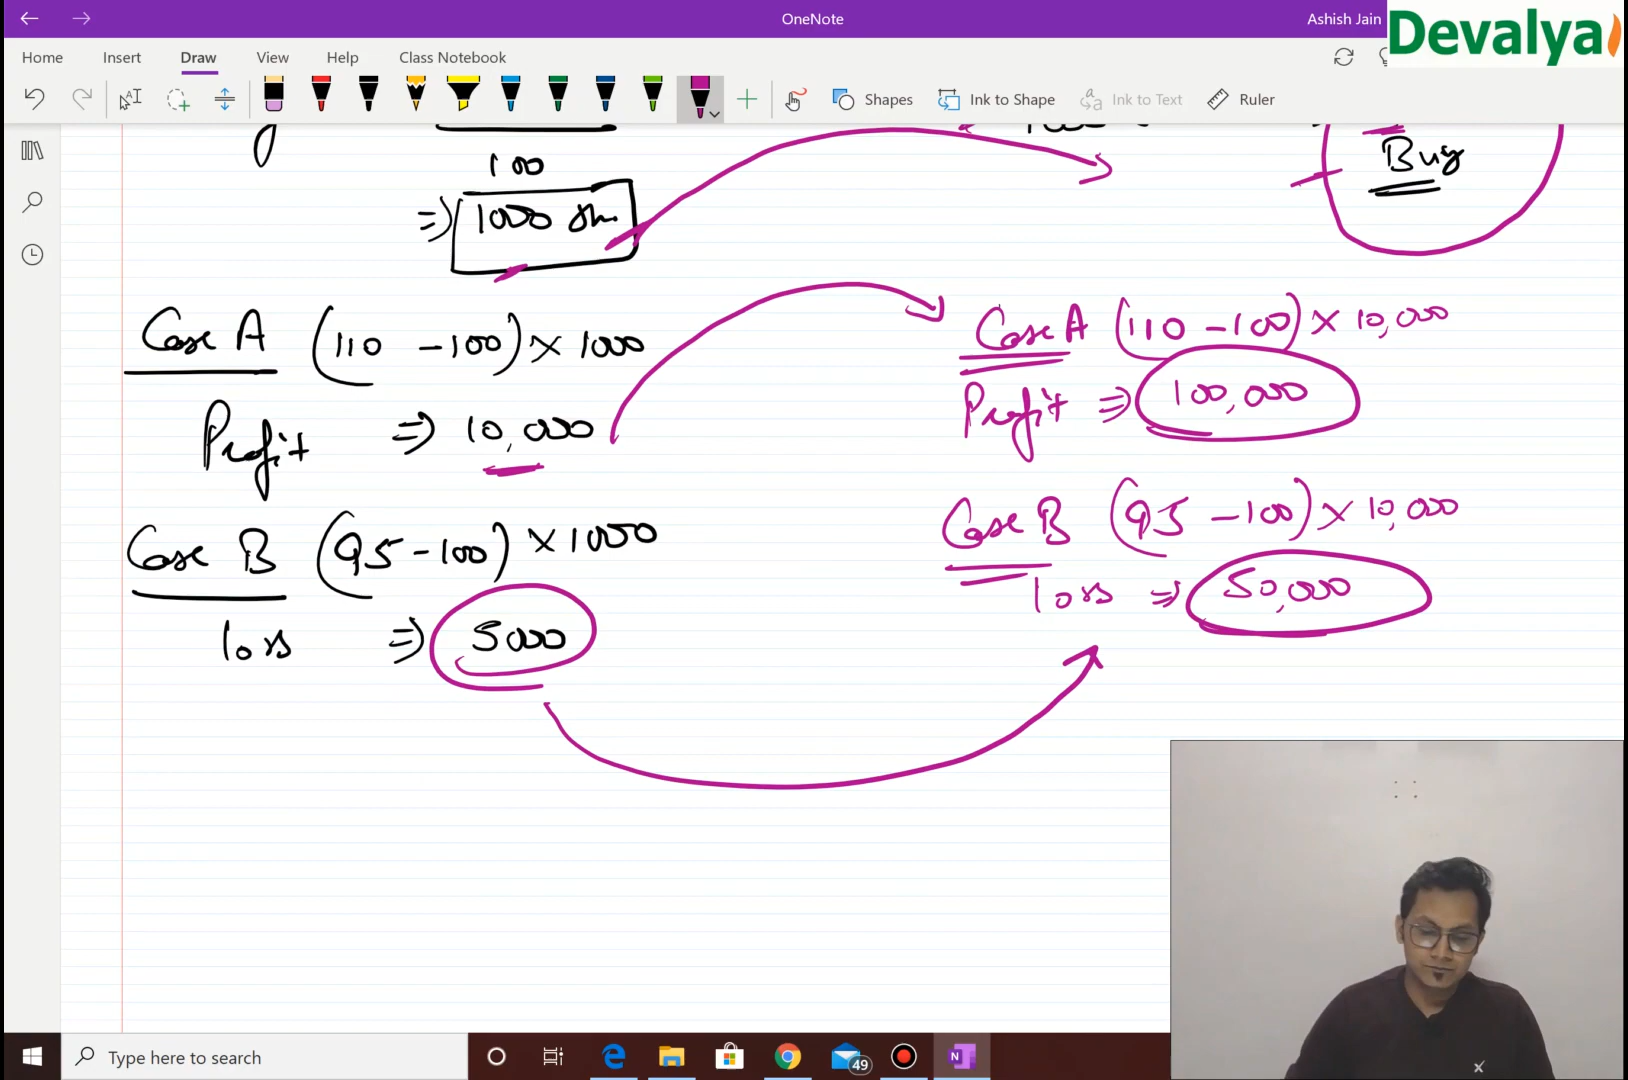 OneNote
Ashish Jain
Devalya
Home Insert Draw View Help Class Notebook
Shapes Ink to Shape Ink to Text Ruler
100
Buy
=> 1000 sh.
Case A (110 - 100) × 1000
Profit => 10,000
Case B (95 - 100) × 1000
loss => 5000
Case A (110 - 100) × 10,000
Profit => 100,000
Case B (95 - 100) × 10,000
loss => 50,000
Type here to search
49
N